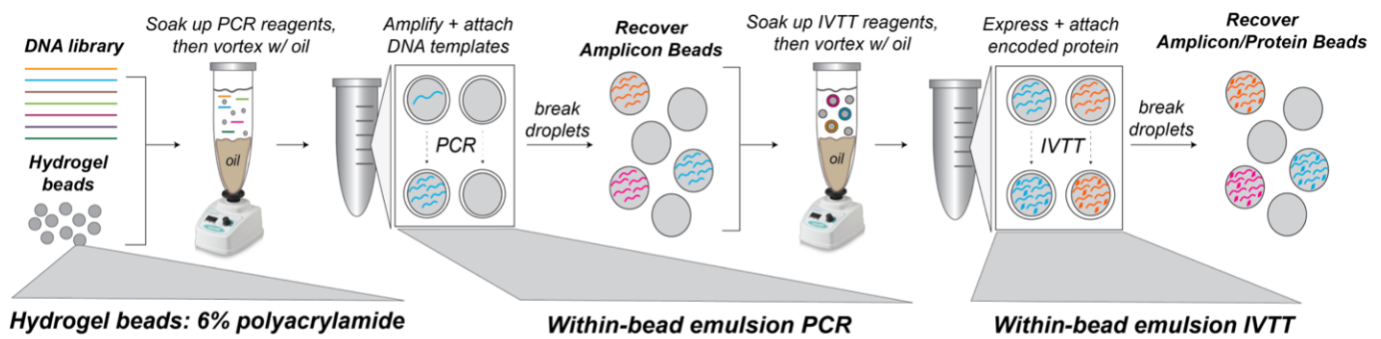 DNA library
Hydrogel
beads
Soak up PCR reagents,
then vortex w/ oil
oil
Amplify + attach
DNA templates
PCR
break
droplets
Recover
Amplicon Beads
Soak up IVTT reagents,
then vortex w/ oil
oil
Express + attach
encoded protein
IVTT
break
droplets
Recover
Amplicon/Protein Beads
Hydrogel beads: 6% polyacrylamide
Within-bead emulsion PCR
Within-bead emulsion IVTT